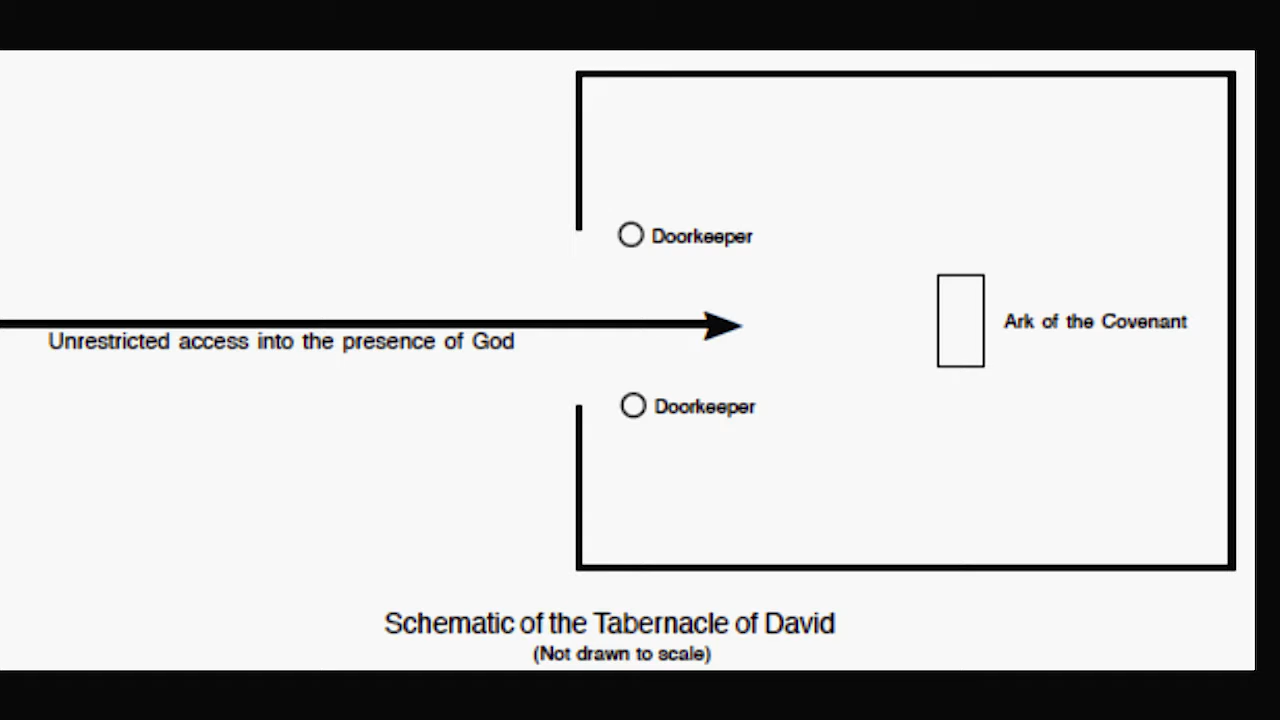 Doorkeeper
Ark of the Covenant
Unrestricted access into the presence of God
Doorkeeper
Schematic of the Tabernacle of David
(Not drawn to scale)